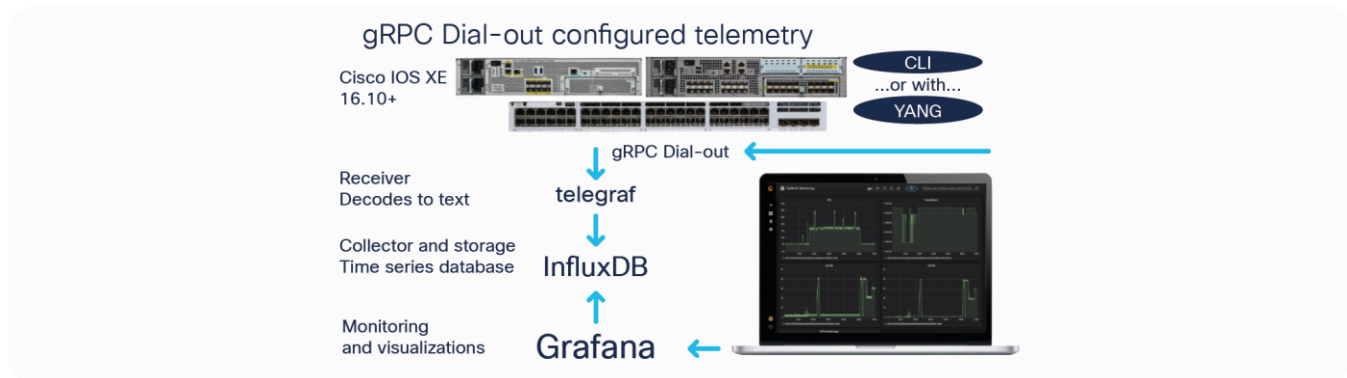 gRPC Dial-out configured telemetry
Cisco IOS XE
16.10+
CLI
...or with...
YANG
gRPC Dial-out
Receiver
Decodes to text
telegraf
Collector and storage
Time series database
InfluxDB
Monitoring
and visualizations
Grafana